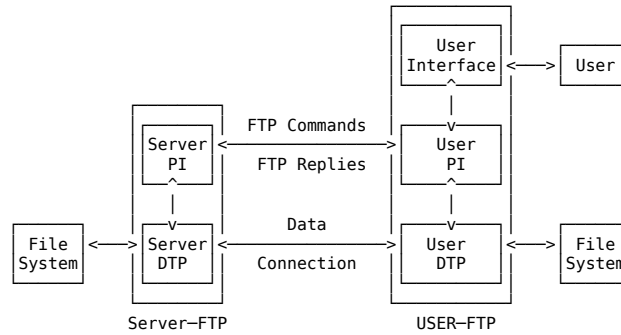 User
Interface
User
FTP Commands
Server
PI
User
PI
FTP Replies
File
System
Server
DTP
Data
Connection
User
DTP
File
System
Server–FTP
USER–FTP